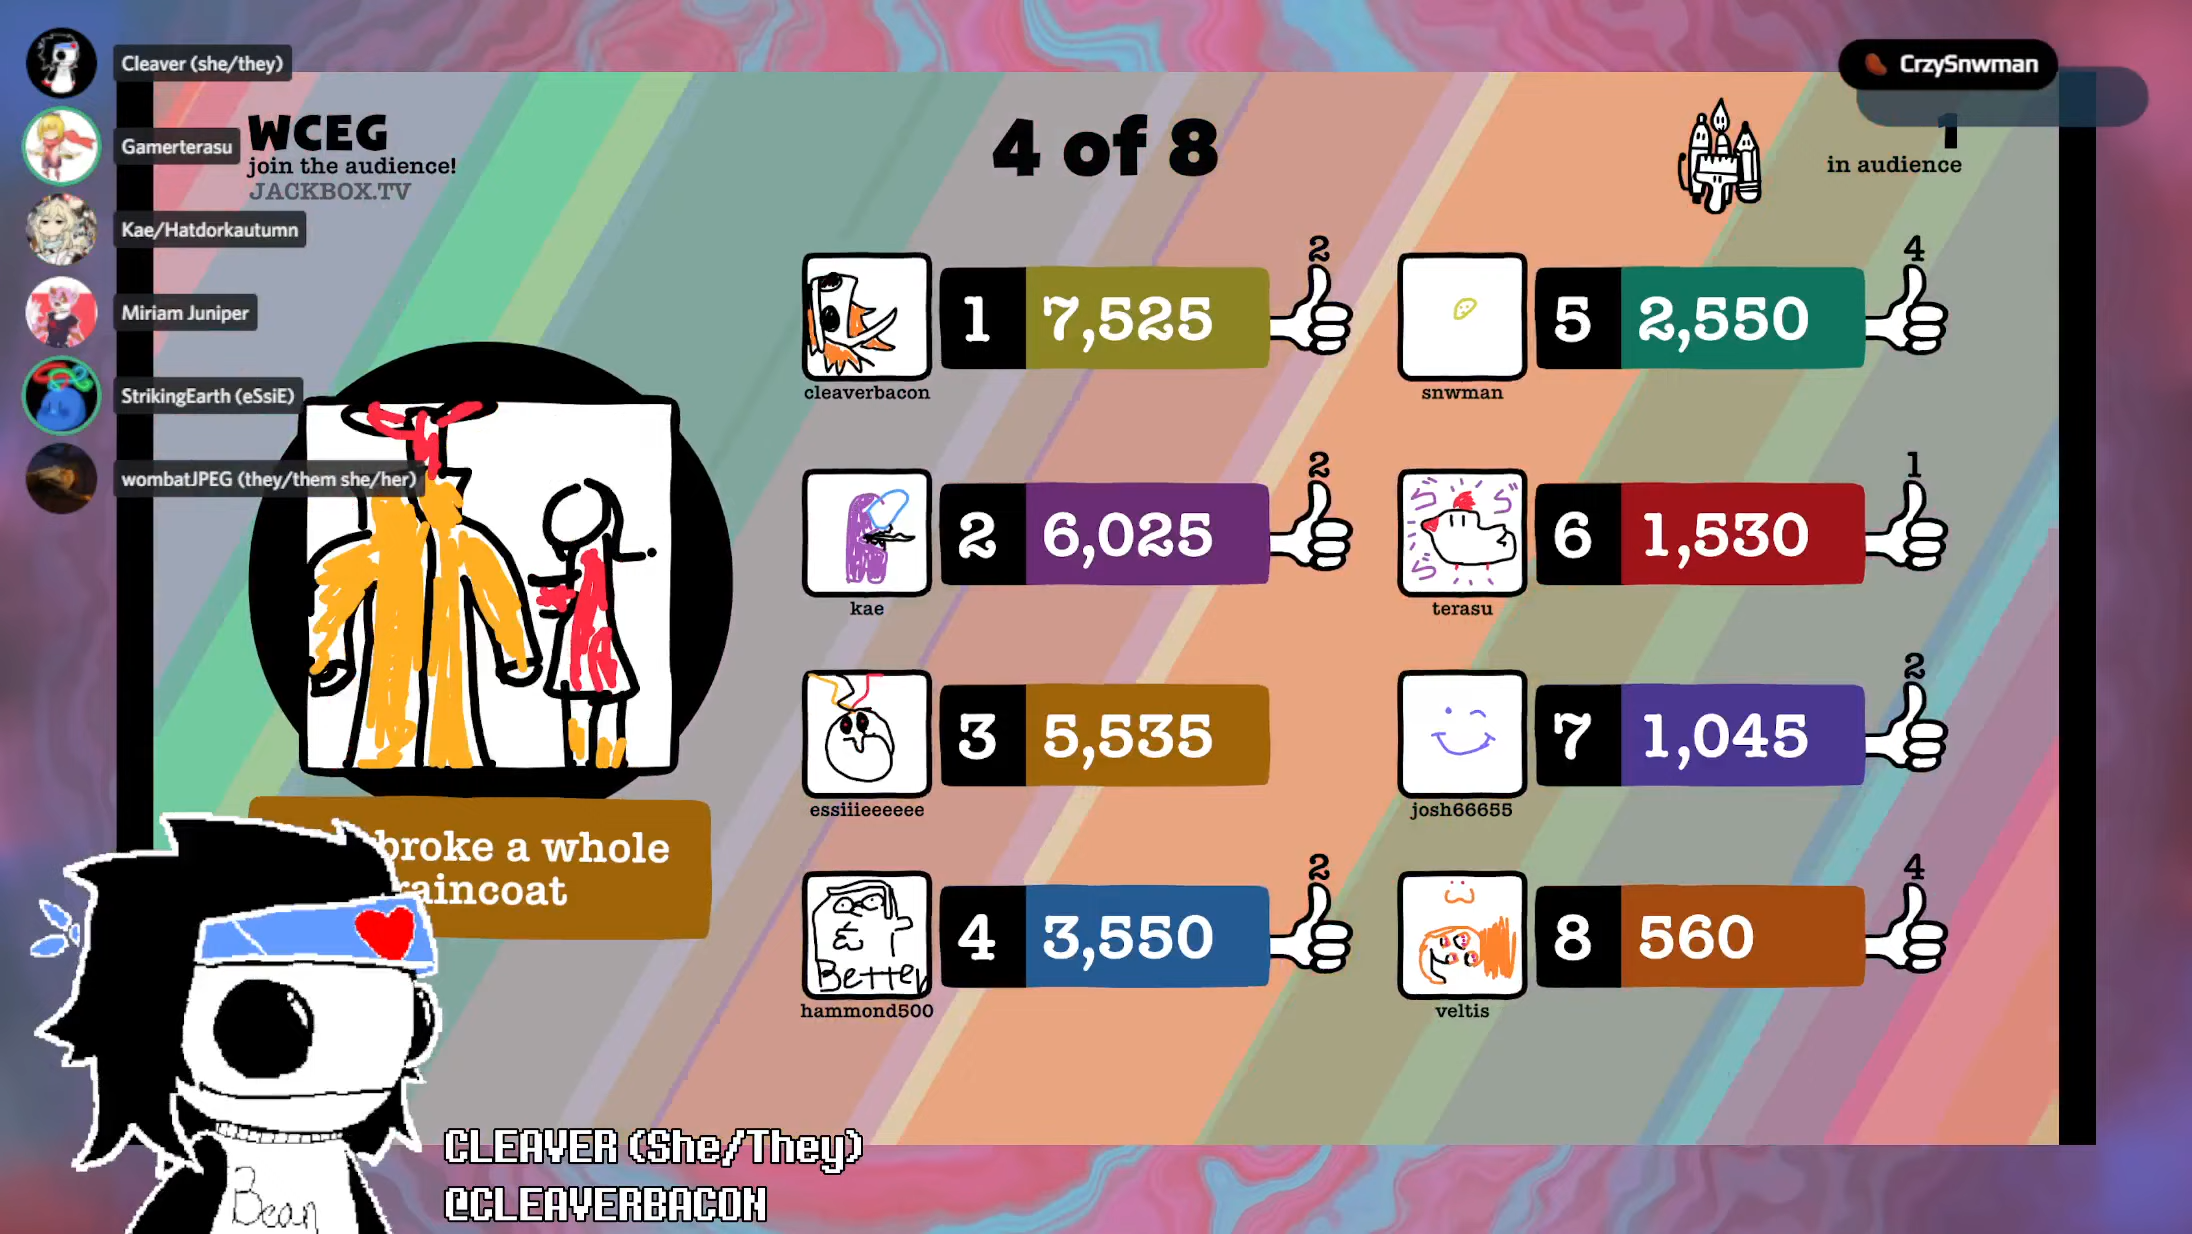 Cleaver (she/they)
Gamerterasu
Kae/Hatdorkautumn
Miriam Juniper
StrikingEarth (eSsiE)
wombatJPEG (they/them she/her)
CrzySnwman
WCEG
join the audience!
JACKBOX.TV
4 of 8
1
in audience
1 7,525 2
cleaverbacon
2 6,025 2
kae
3 5,535
essiiieeeeee
4 3,550 2
Better
hammond500
5 2,550 4
snwman
6 1,530 1
terasu
7 1,045 2
josh66655
8 560 4
veltis
broke a whole
raincoat
Bean
CLEAVER (She/They)
@CLEAVERBACON